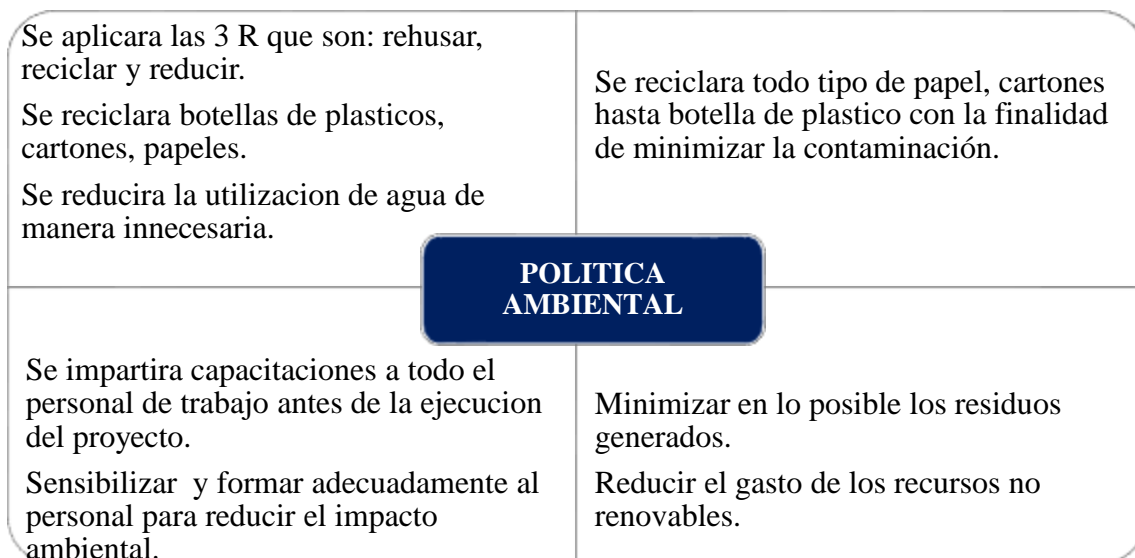 Se aplicara las 3 R que son: rehusar,
reciclar y reducir.
Se reciclara botellas de plasticos,
cartones, papeles.
Se reducira la utilizacion de agua de
manera innecesaria.
Se reciclara todo tipo de papel, cartones
hasta botella de plastico con la finalidad
de minimizar la contaminación.
POLITICA
AMBIENTAL
Se impartira capacitaciones a todo el
personal de trabajo antes de la ejecucion
del proyecto.
Sensibilizar y formar adecuadamente al
personal para reducir el impacto
ambiental.
Minimizar en lo posible los residuos
generados.
Reducir el gasto de los recursos no
renovables.